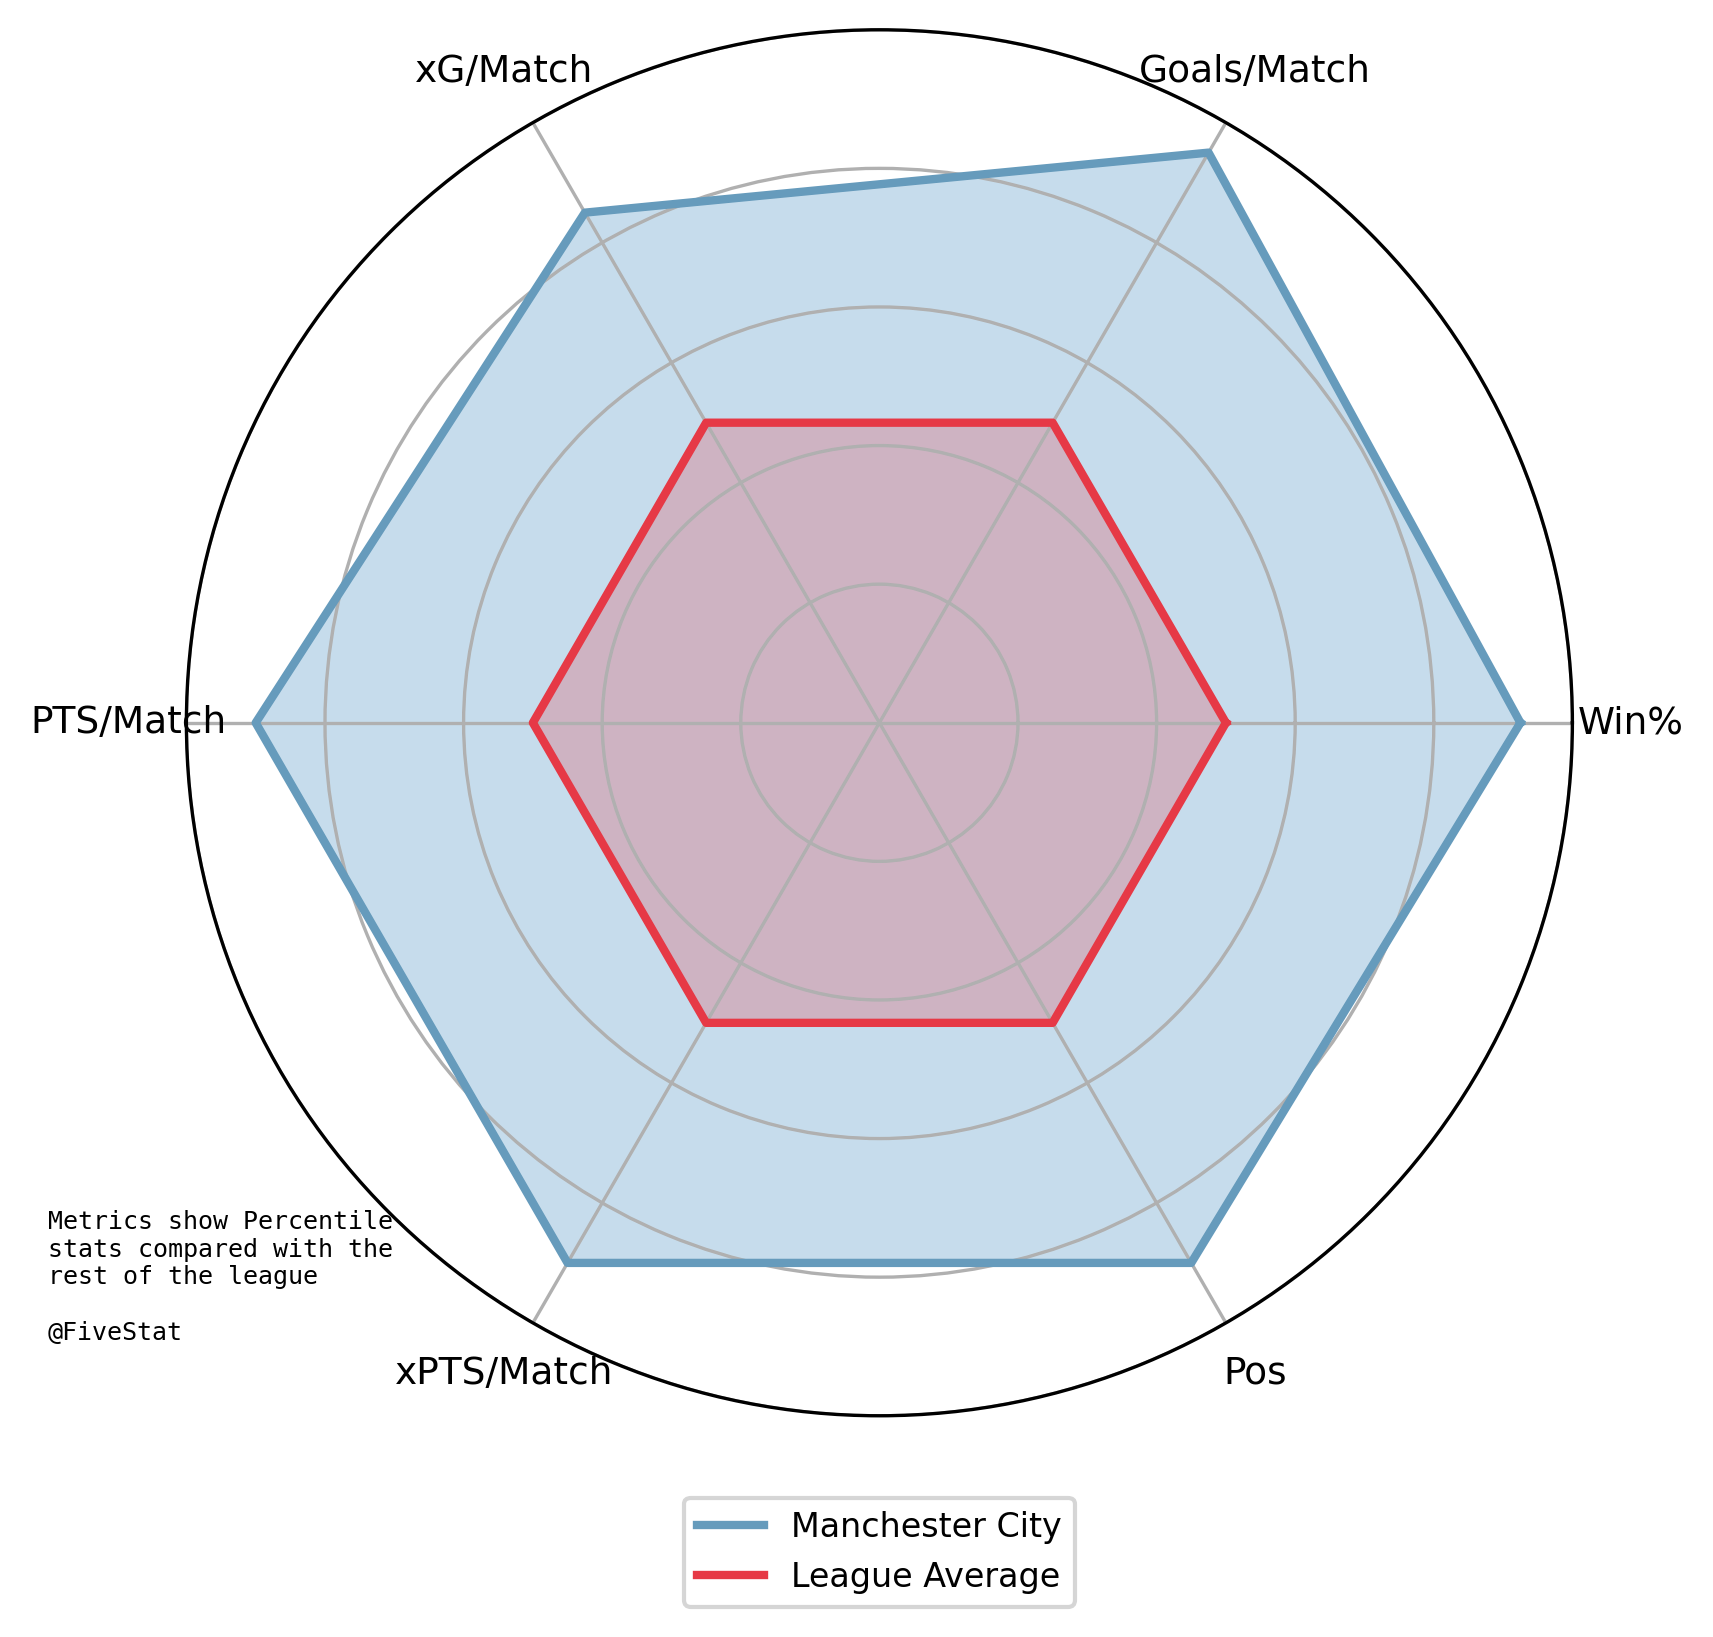 xG/Match
Goals/Match
PTS/Match
Win%
Metrics show Percentile
stats compared with the
rest of the league
@FiveStat
xPTS/Match
Pos
Manchester City
League Average